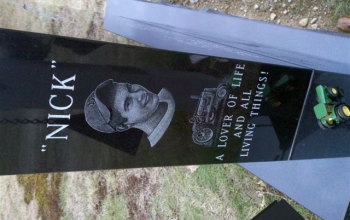 "NICK"
A LOVER OF LIFE
AND ALL
LIVING THINGS!